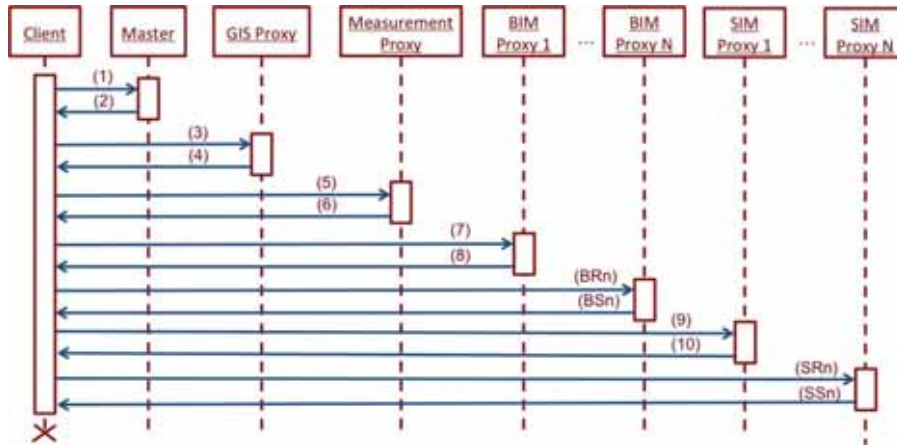 Client
Master
GIS Proxy
Measurement
Proxy
BIM
Proxy 1
...
BIM
Proxy N
SIM
Proxy 1
...
SIM
Proxy N
(1)
(2)
(3)
(4)
(5)
(6)
(7)
(8)
(BRn)
(BSn)
(9)
(10)
(SRn)
(SSn)